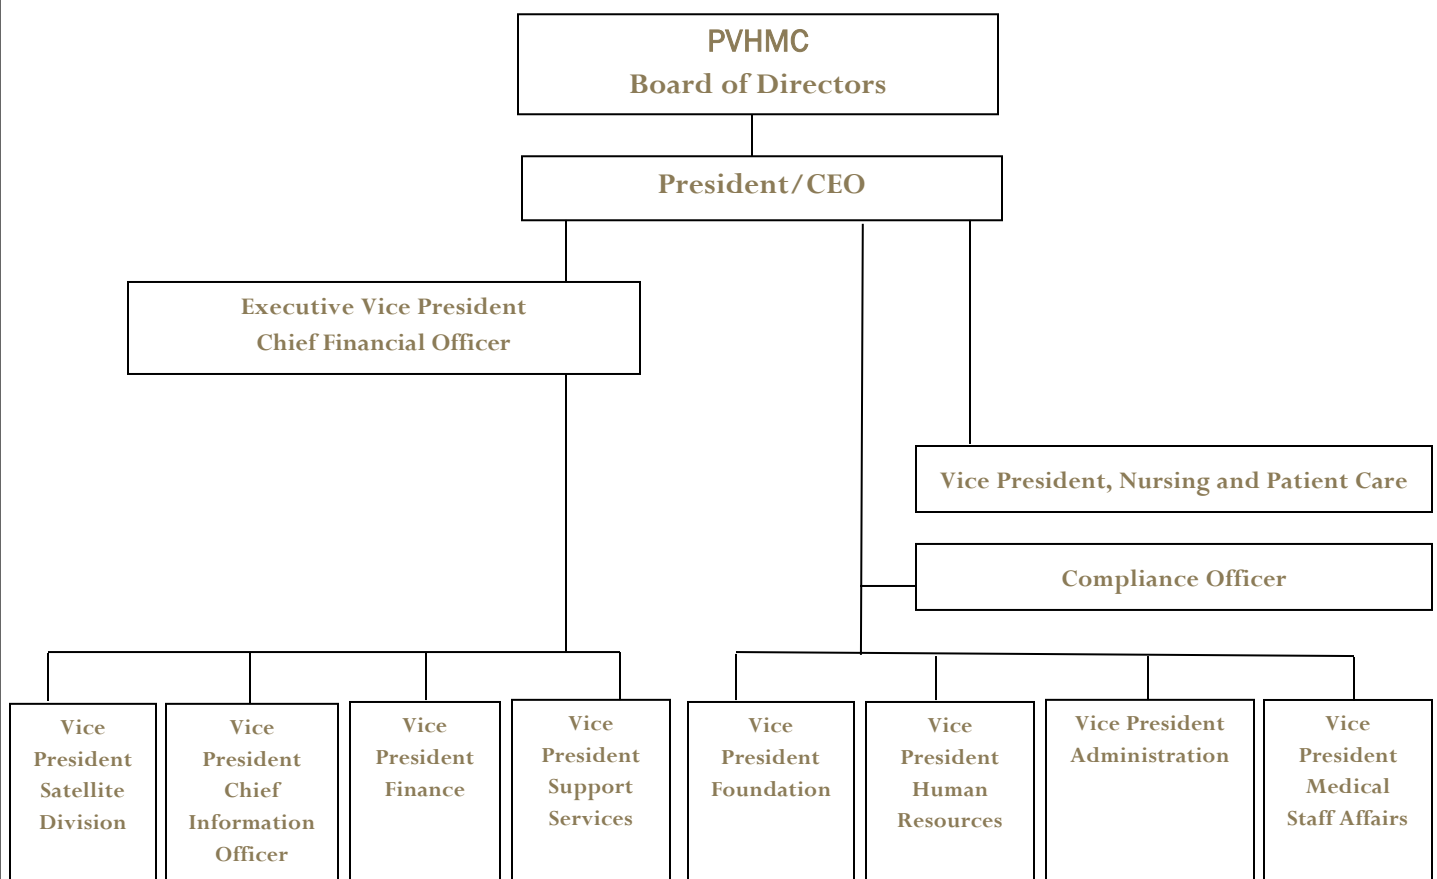 PVHMC
Board of Directors
President/CEO
Executive Vice President
Chief Financial Officer
Vice President, Nursing and Patient Care
Compliance Officer
Vice
President
Satellite
Division
Vice
President
Chief
Information
Officer
Vice
President
Finance
Vice
President
Support
Services
Vice
President
Foundation
Vice
President
Human
Resources
Vice President
Administration
Vice
President
Medical
Staff Affairs